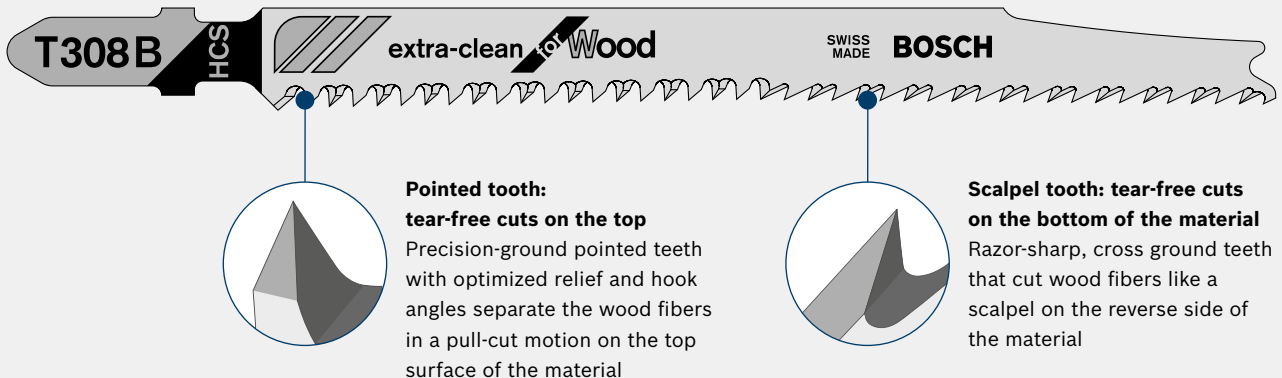 T308B
HCS
extra-clean for Wood
SWISS
MADE
BOSCH
Pointed tooth:
tear-free cuts on the top
Precision-ground pointed teeth
with optimized relief and hook
angles separate the wood fibers
in a pull-cut motion on the top
surface of the material
Scalpel tooth: tear-free cuts
on the bottom of the material
Razor-sharp, cross ground teeth
that cut wood fibers like a
scalpel on the reverse side of
the material